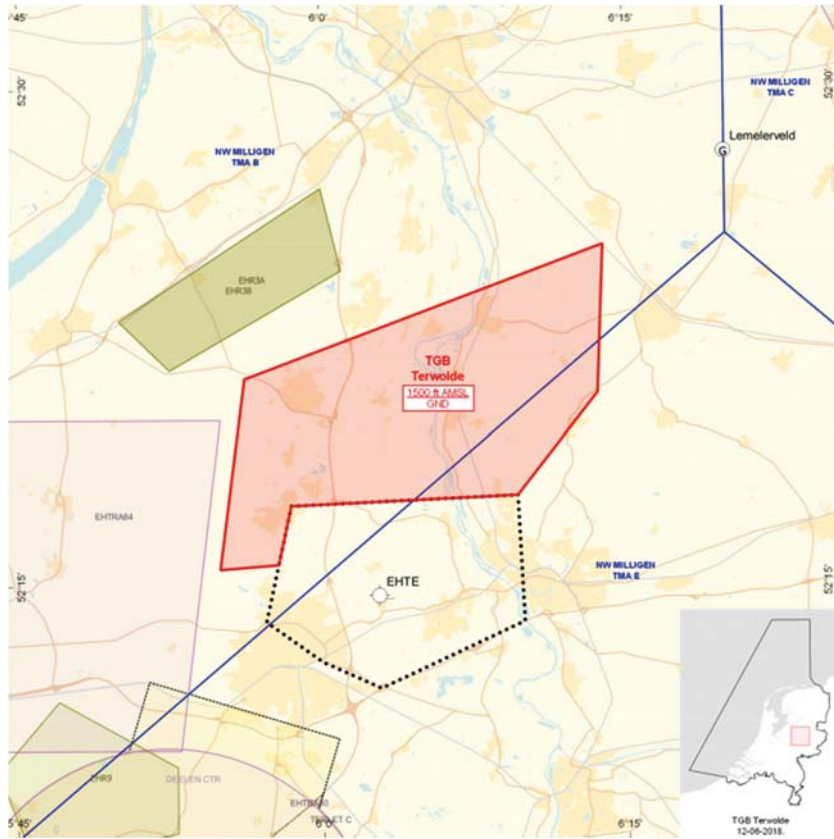 5°45'
6°0'
6°15'
52°30'
52°30'
NW MILLIGEN
TMA C
Lemelerveld
G
NW MILLIGEN
TMA B
EHR3A
EHR3B
TGB
Terwolde
1500 ft AMSL
GND
EHTRA84
EHTE
NW MILLIGEN
TMA E
52°15'
52°15'
EHR9
DEELEN CTR
TERLET C
5°45'
6°0'
6°15'
TGB Terwolde
12-06-2018.